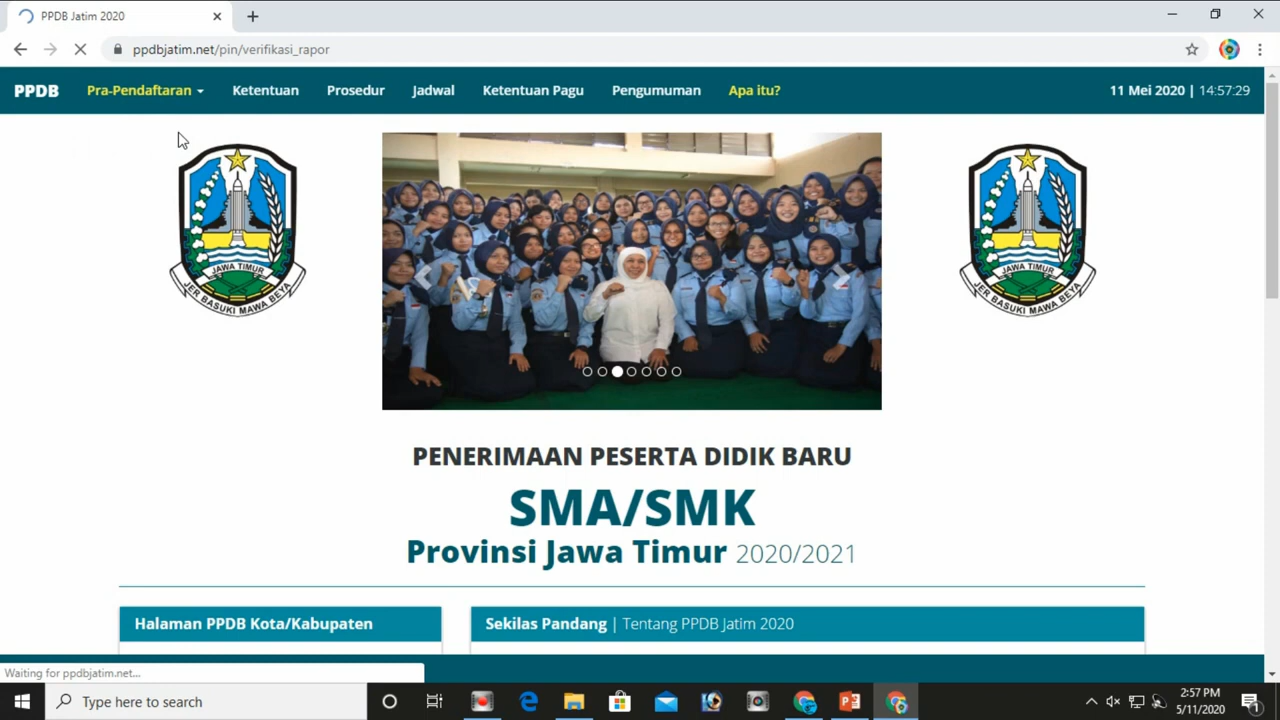 PPDB Jatim 2020
ppdbjatim.net/pin/verifikasi_rapor
PPDB Pra-Pendaftaran Ketentuan Prosedur Jadwal Ketentuan Pagu Pengumuman Apa itu? 11 Mei 2020 | 14:57:29
JAWA TIMUR
JER BASUKI MAWA BEYA
JAWA TIMUR
JER BASUKI MAWA BEYA
PENERIMAAN PESERTA DIDIK BARU
SMA/SMK
Provinsi Jawa Timur 2020/2021
Halaman PPDB Kota/Kabupaten
Sekilas Pandang | Tentang PPDB Jatim 2020
Waiting for ppdbjatim.net...
Type here to search
2:57 PM
5/11/2020
1